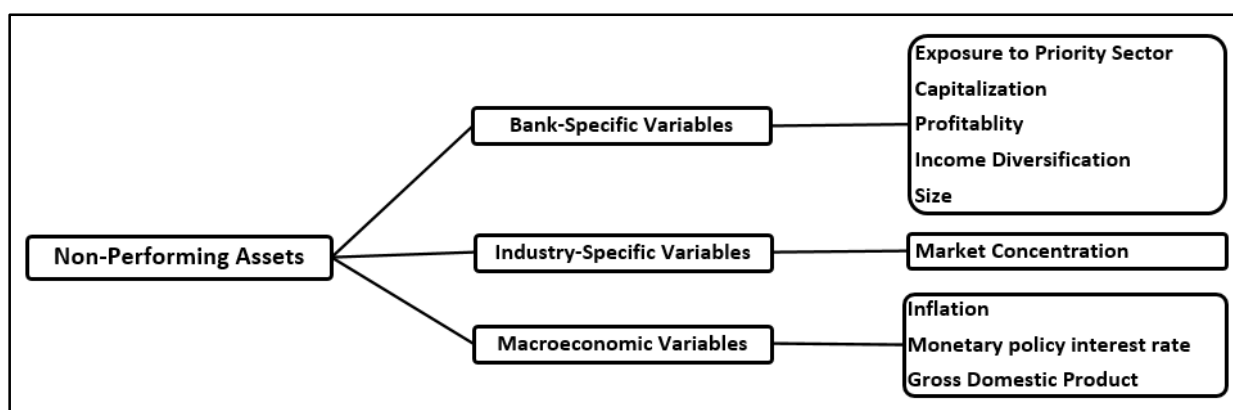 Non-Performing Assets
Bank-Specific Variables
Exposure to Priority Sector
Capitalization
Profitablity
Income Diversification
Size
Industry-Specific Variables
Market Concentration
Macroeconomic Variables
Inflation
Monetary policy interest rate
Gross Domestic Product